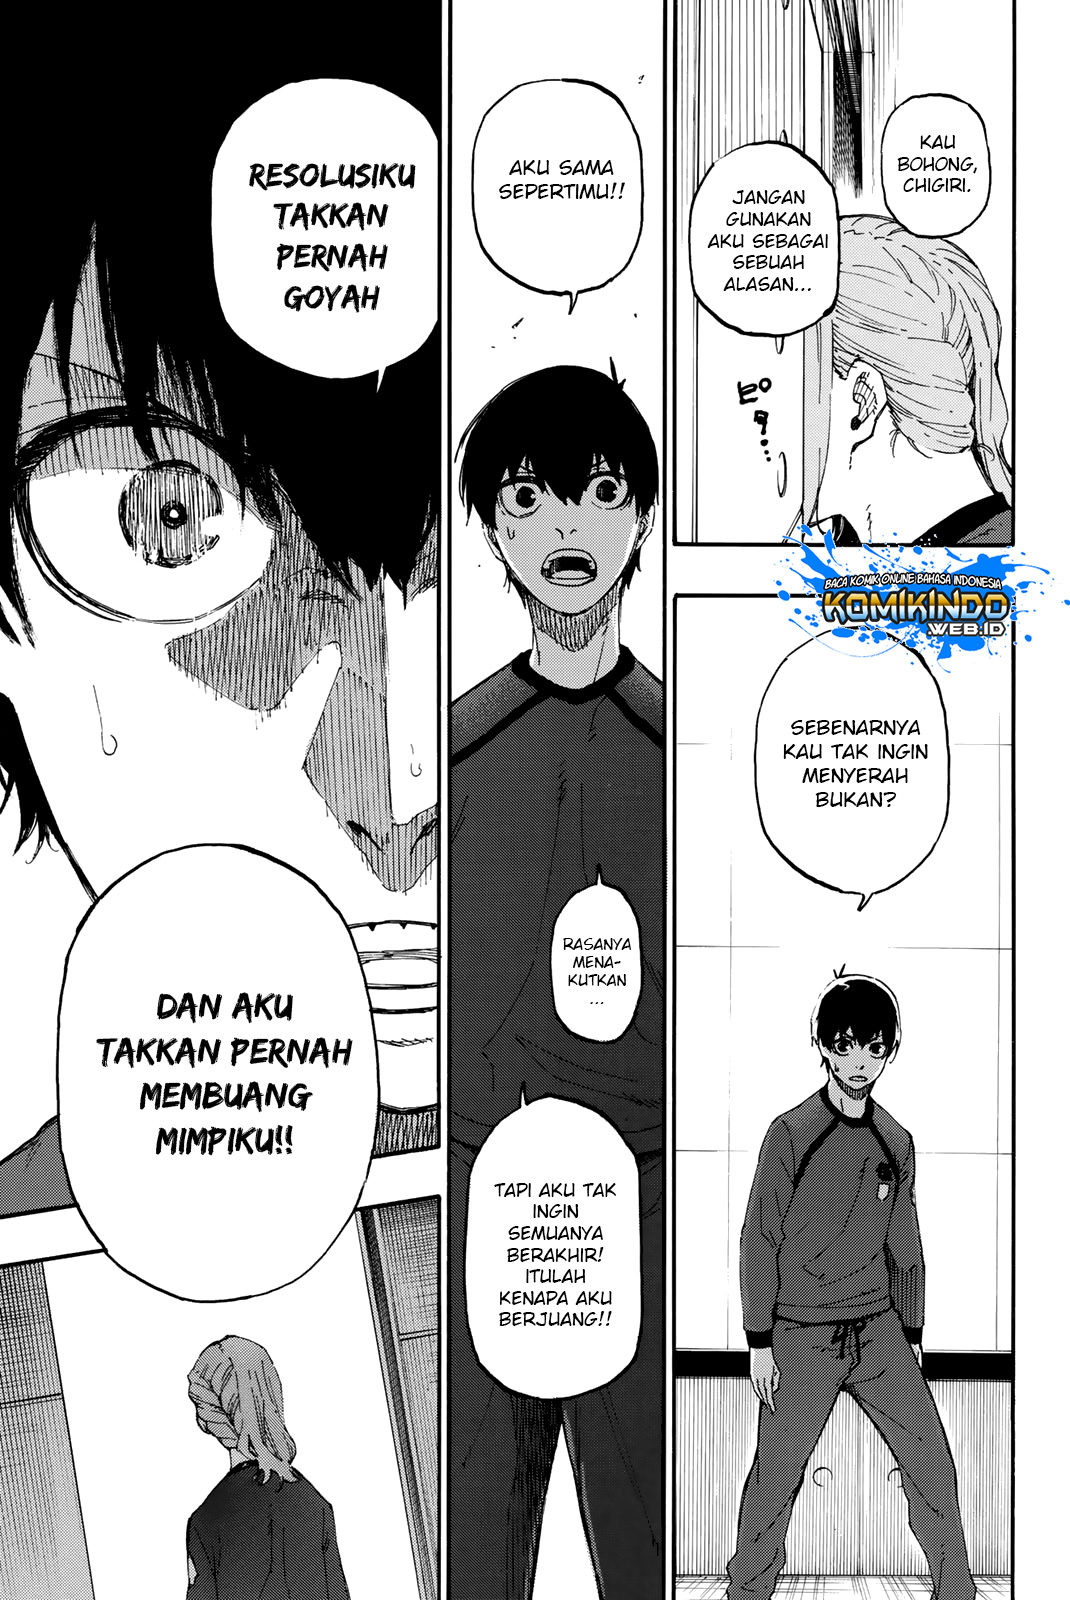 KAU
BOHONG,
CHIGIRI.
JANGAN
GUNAKAN
AKU SEBAGAI
SEBUAH
ALASAN...
ピタ...
BACA KOMIK ONLINE BAHASA INDONESIA
KOMIKINDO
WEB.ID
SEBENARNYA
KAU TAK INGIN
MENYERAH
BUKAN?
AKU SAMA
SEPERTIMU!!
RASANYA
MENA-
KUTKAN
...
TAPI AKU TAK
INGIN
SEMUANYA
BERAKHIR!
ITULAH
KENAPA AKU
BERJUANG!!
RESOLUSIKU
TAKKAN
PERNAH
GOYAH
DAN AKU
TAKKAN PERNAH
MEMBUANG
MIMPIKU!!